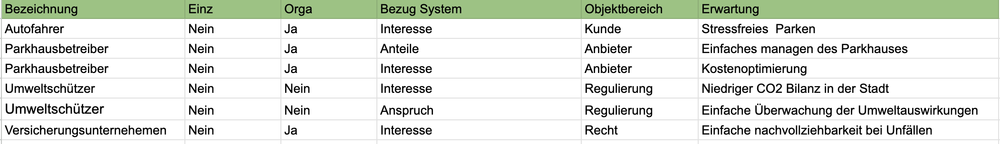 Bezeichnung Einz Orga Bezug System Objektbereich Erwartung
Autofahrer Nein Ja Interesse Kunde Stressfreies  Parken
Parkhausbetreiber Nein Ja Anteile Anbieter Einfaches managen des Parkhauses
Parkhausbetreiber Nein Ja Interesse Anbieter Kostenoptimierung
Umweltschützer Nein Nein Interesse Regulierung Niedriger CO2 Bilanz in der Stadt
Umweltschützer Nein Nein Anspruch Regulierung Einfache Überwachung der Umweltauswirkungen
Versicherungsunternehemen Nein Ja Interesse Recht Einfache nachvollziehbarkeit bei Unfällen